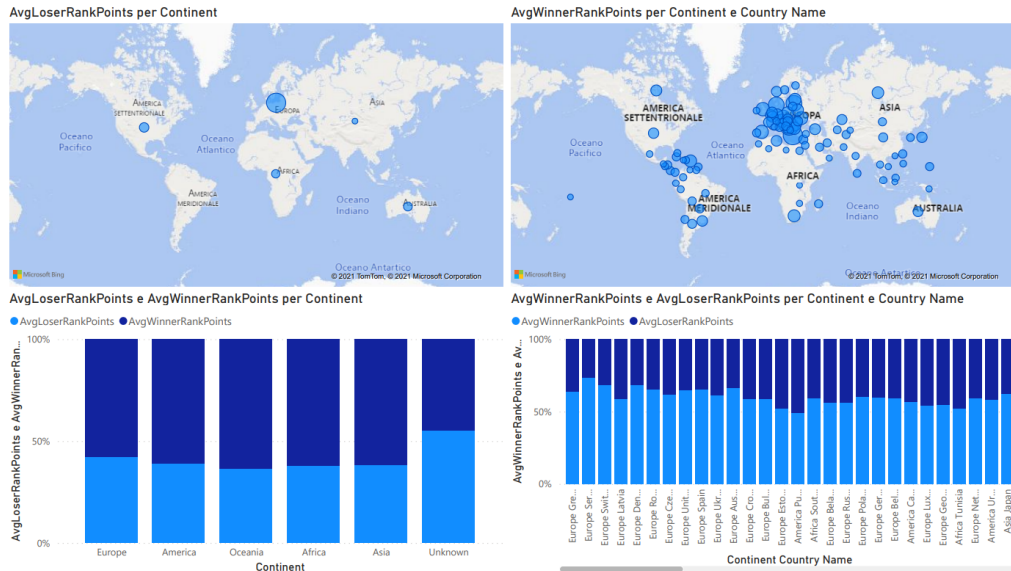 AvgLoserRankPoints per Continent
AMERICA
SETTENTRIONALE
EUROPA
ASIA
Oceano
Pacifico
Oceano
Atlantico
AFRICA
AMERICA
MERIDIONALE
Oceano
Indiano
AUSTRALIA
Oceano Antartico
Microsoft Bing
© 2021 TomTom, © 2021 Microsoft Corporation
AvgWinnerRankPoints per Continent e Country Name
AMERICA
SETTENTRIONALE
OPA
ASIA
Oceano
Pacifico
Oceano
Atlantico
AFRICA
AMERICA
MERIDIONALE
Oceano
Indiano
AUSTRALIA
Oceano Antartico
Microsoft Bing
© 2021 TomTom, © 2021 Microsoft Corporation
AvgLoserRankPoints e AvgWinnerRankPoints per Continent
AvgLoserRankPoints AvgWinnerRankPoints
AvgLoserRankPoints e AvgWinnerRan...
100%
50%
0%
Europe America Oceania Africa Asia Unknown
Continent
AvgWinnerRankPoints e AvgLoserRankPoints per Continent e Country Name
AvgWinnerRankPoints AvgLoserRankPoints
AvgWinnerRankPoints e Av...
100%
50%
0%
Europe Gre...
Europe Ser...
Europe Swit...
Europe Latvia
Europe Den...
Europe Ro...
Europe Cze...
Europe Unit...
Europe Spain
Europe Ukr...
Europe Aus...
Europe Cro...
Europe Bul...
Europe Esto...
America Pu...
Africa Sout...
Europe Bela...
Europe Rus...
Europe Pola...
Europe Ger...
Europe Bel...
America Ca...
Europe Lux...
Europe Geo...
Africa Tunisia
Europe Net...
America Ur...
Asia Japan
Continent Country Name